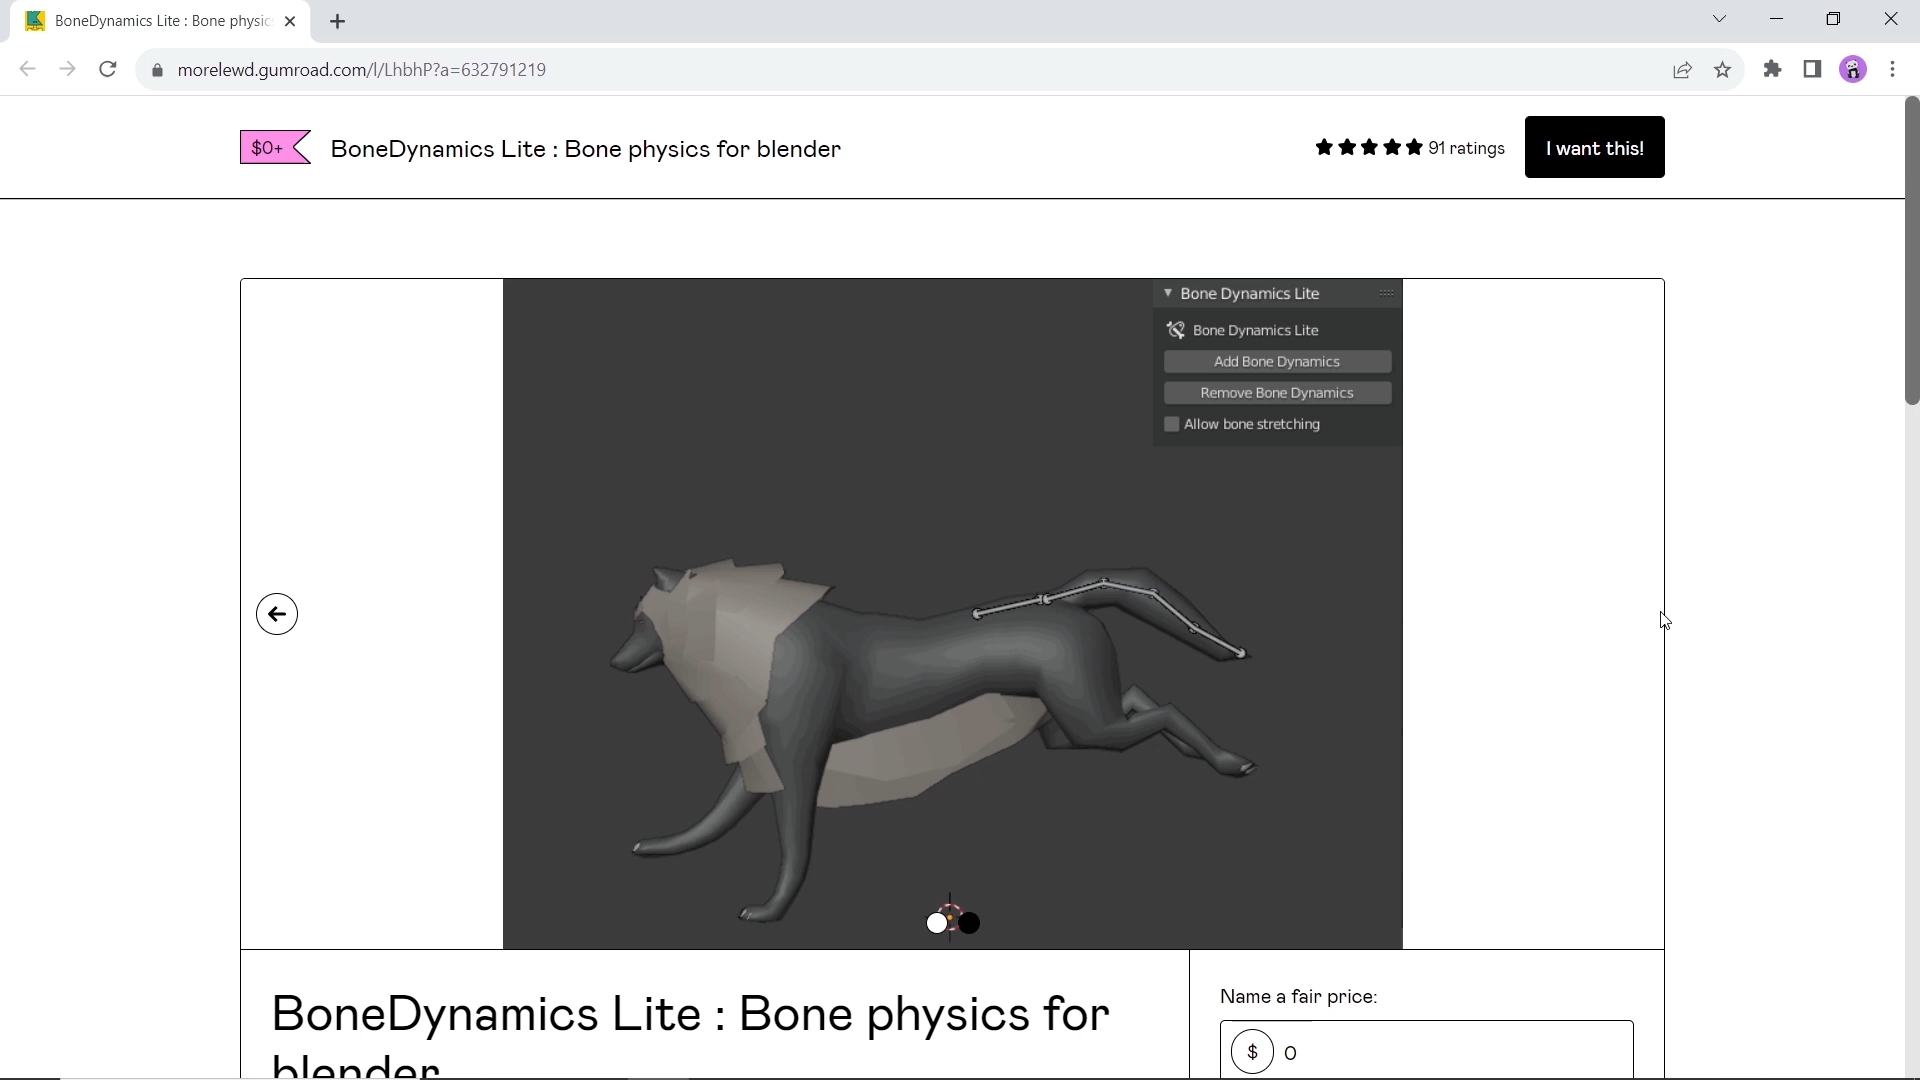 BoneDynamics Lite : Bone physic
morelewd.gumroad.com/l/LhbhP?a=632791219
$0+
BoneDynamics Lite : Bone physics for blender
91 ratings
I want this!
Bone Dynamics Lite
Bone Dynamics Lite
Add Bone Dynamics
Remove Bone Dynamics
Allow bone stretching
BoneDynamics Lite : Bone physics for
blender
Name a fair price:
$ 0